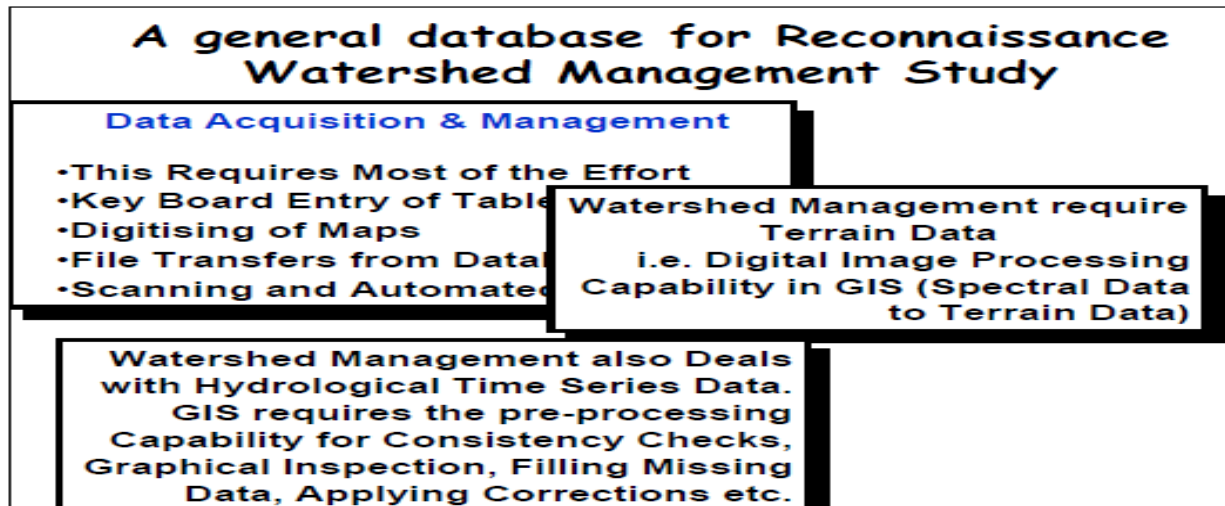 A general database for Reconnaissance
Watershed Management Study
Data Acquisition & Management
•This Requires Most of the Effort
•Key Board Entry of Table
•Digitising of Maps
•File Transfers from
•Scanning and Automated
Watershed Management require
Terrain Data
i.e. Digital Image Processing
Capability in GIS (Spectral Data
to Terrain Data)
Watershed Management also Deals
with Hydrological Time Series Data.
GIS requires the pre-processing
Capability for Consistency Checks,
Graphical Inspection, Filling Missing
Data, Applying Corrections etc.